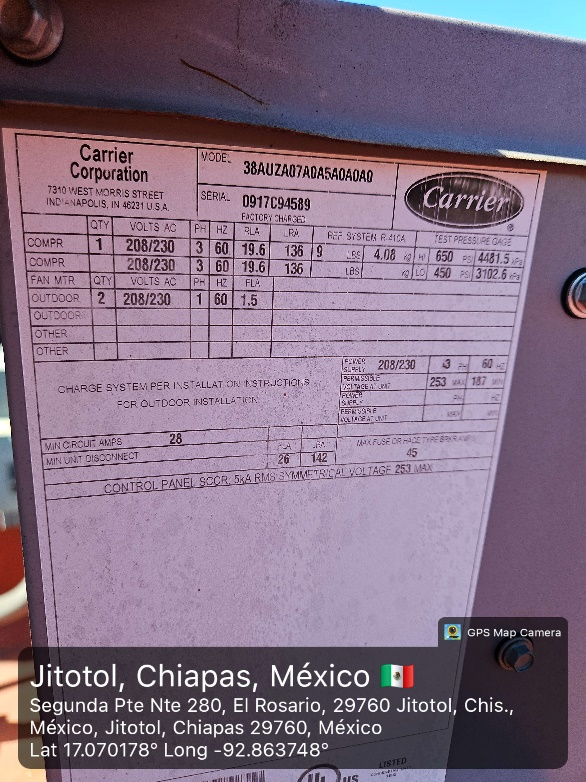 Carrier
Corporation
7310 WEST MORRIS STREET
INDIANAPOLIS, IN 46231 U.S.A.
MODEL 38AUZA07A0A5A0A0A0
SERIAL 0917C94589
FACTORY CHARGED
Carrier ®
QTY VOLTS AC PH HZ RLA LRA REF. SYSTEM R-410A TEST PRESSURE GAGE
COMPR 1 208/230 3 60 19.6 136 9 LBS 4.08 kg HI 650 PSI 4481.5 kPa
COMPR 208/230 3 60 19.6 136 LBS kg LO 450 PSI 3102.6 kPa
FAN MTR QTY VOLTS AC PH HZ FLA
OUTDOOR 2 208/230 1 60 1.5
OUTDOOR
OTHER
OTHER
POWER SUPPLY 208/230 3 PH 60 HZ
PERMISSIBLE VOLTAGE AT UNIT 253 MAX 187 MIN
POWER SUPPLY PH HZ
PERMISSIBLE VOLTAGE AT UNIT MAX MIN
CHARGE SYSTEM PER INSTALLATION INSTRUCTIONS
FOR OUTDOOR INSTALLATION
MIN CIRCUIT AMPS 28
MIN UNIT DISCONNECT FLA 26 LRA 142
MAX FUSE OR HACR TYPE BRKR AMPS 45
CONTROL PANEL SCCR: 5kA RMS SYMMETRICAL VOLTAGE 253 MAX
GPS Map Camera
Jitotol, Chiapas, México
Segunda Pte Nte 280, El Rosario, 29760 Jitotol, Chis.,
México, Jitotol, Chiapas 29760, México
Lat 17.070178° Long -92.863748°
LISTED
US